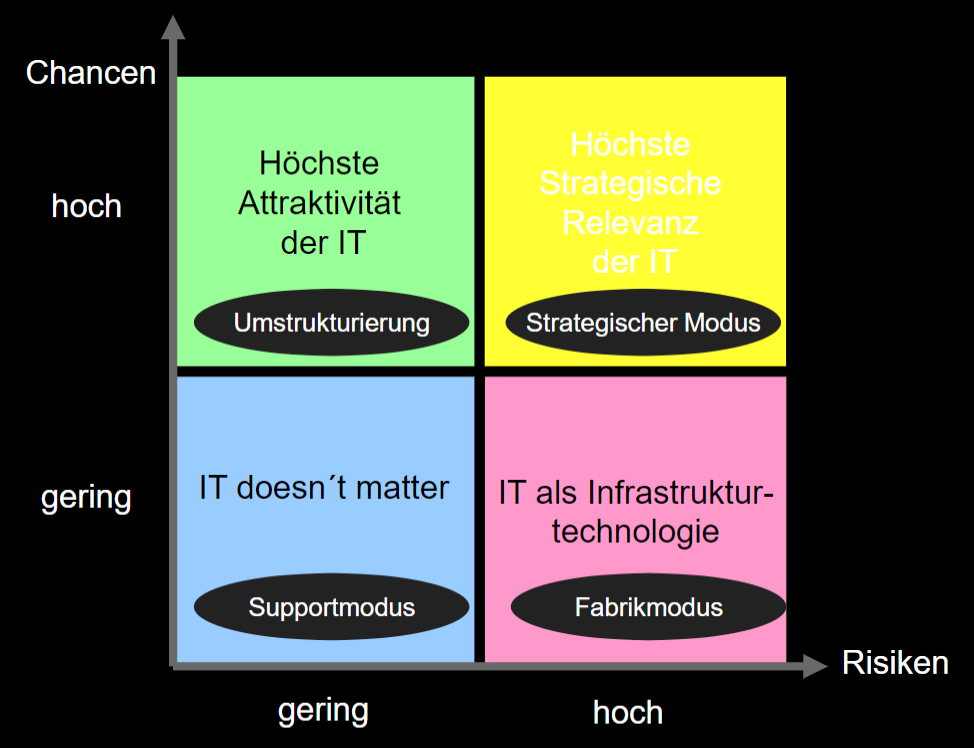 Chancen
hoch
gering
Höchste
Attraktivität
der IT
Umstrukturierung
Höchste
Strategische
Relevanz
der IT
Strategischer Modus
IT doesn´t matter
Supportmodus
IT als Infrastruktur-
technologie
Fabrikmodus
Risiken
gering
hoch